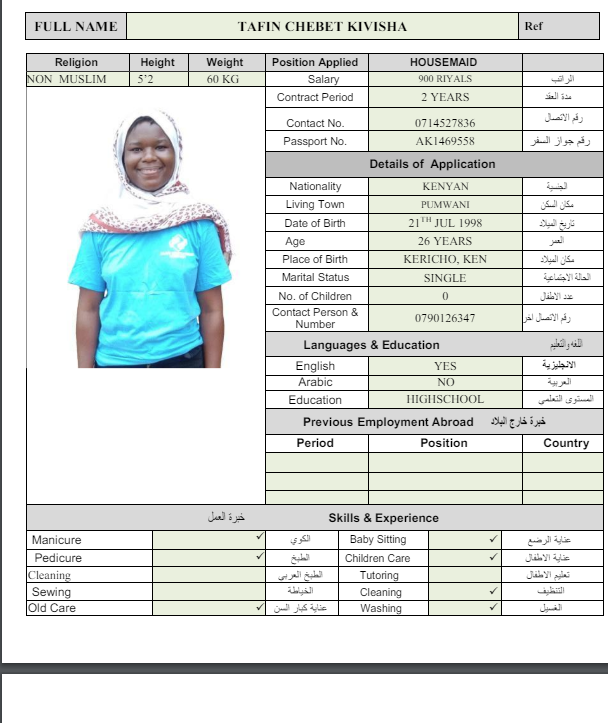 FULL NAME TAFIN CHEBET KIVISHA Ref
Religion Height Weight Position Applied HOUSEMAID
NON MUSLIM 5’2 60 KG Salary 900 RIYALS الراتب
Contract Period 2 YEARS مدة العقد
Contact No. 0714527836 رقم الاتصال
Passport No. AK1469558 رقم جواز السفر
Details of Application
Nationality KENYAN الجنسية
Living Town PUMWANI مكان السكن
Date of Birth 21TH JUL 1998 تاريخ الميلاد
Age 26 YEARS العمر
Place of Birth KERICHO, KEN مكان الميلاد
Marital Status SINGLE الحالة الاجتماعية
No. of Children 0 عدد الاطفال
Contact Person & Number 0790126347 رقم الاتصال اخر
Languages & Education اللغه والتعليم
English YES الانجليزية
Arabic NO العربية
Education HIGHSCHOOL المستوى التعلمي
Previous Employment Abroad خبرة خارج البلاد
Period Position Country
خبرة العمل Skills & Experience
Manicure ✓ الكوي Baby Sitting ✓ عناية الرضع
Pedicure ✓ الطبخ Children Care ✓ عناية الاطفال
Cleaning الطبخ العربي Tutoring تعليم الاطفال
Sewing الخياطة Cleaning ✓ التنظيف
Old Care ✓ عناية كبار السن Washing ✓ الغسيل